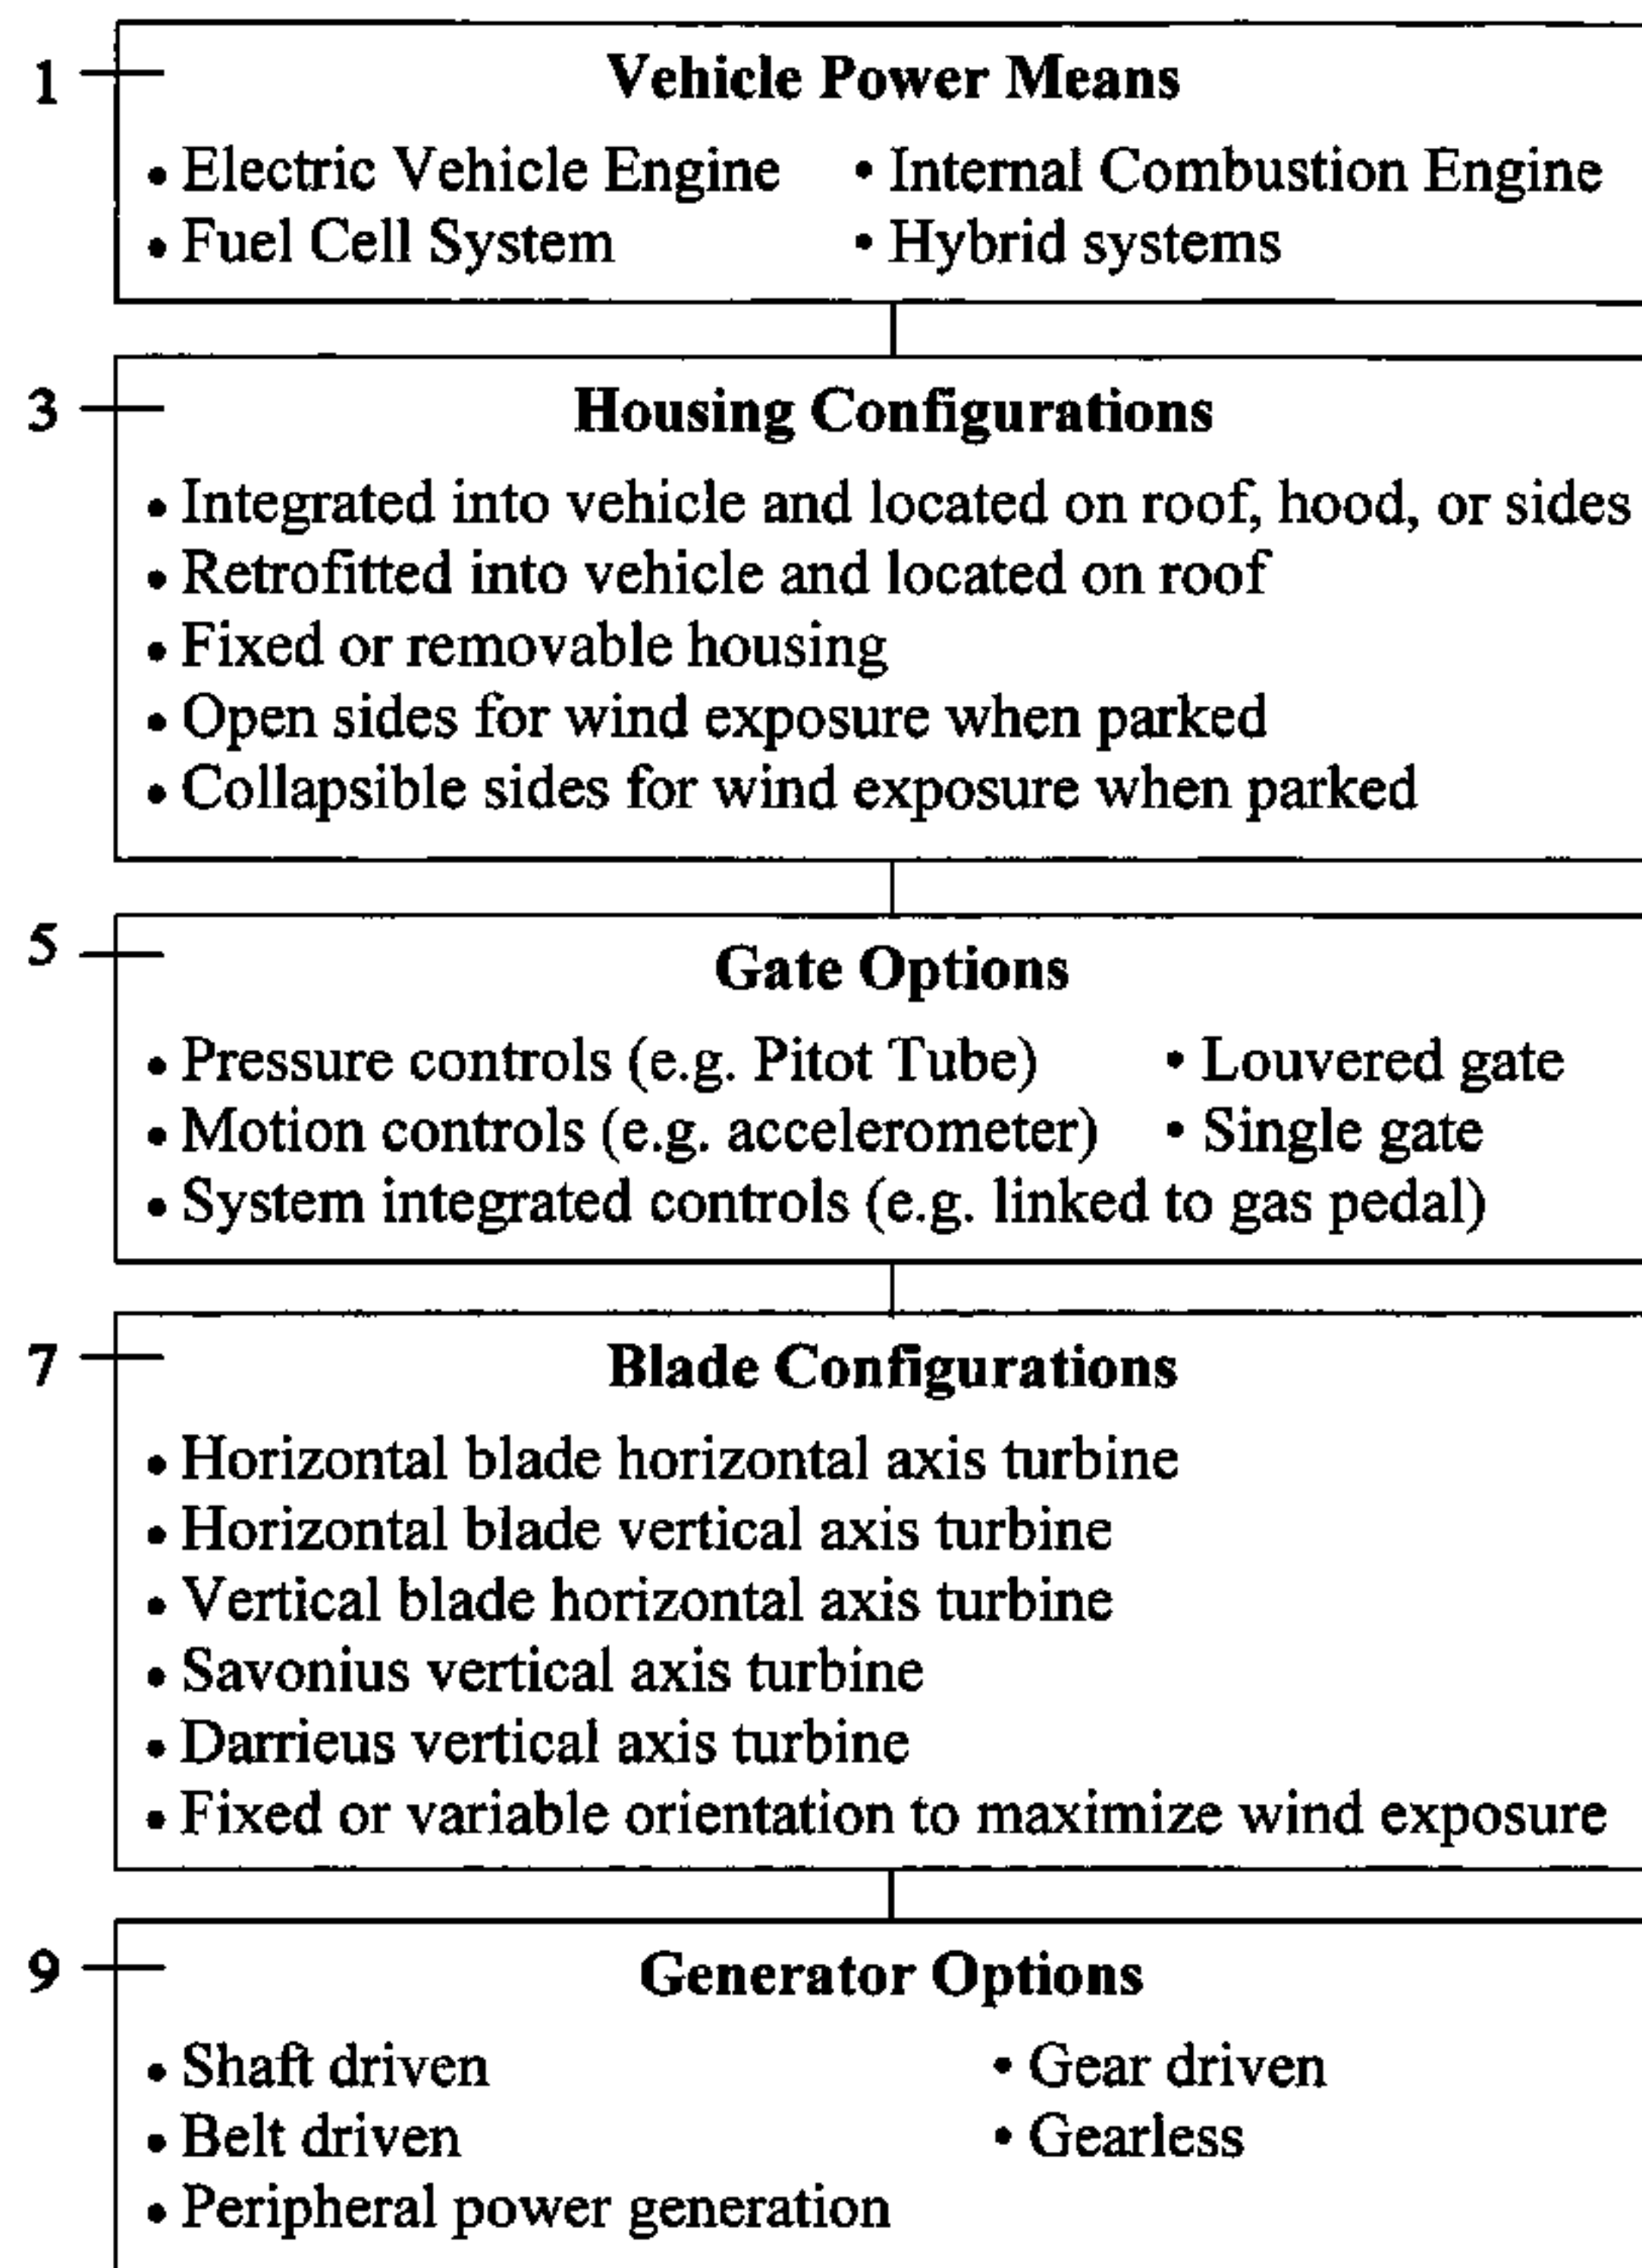 1 Vehicle Power Means
• Electric Vehicle Engine • Internal Combustion Engine
• Fuel Cell System • Hybrid systems
3 Housing Configurations
• Integrated into vehicle and located on roof, hood, or sides
• Retrofitted into vehicle and located on roof
• Fixed or removable housing
• Open sides for wind exposure when parked
• Collapsible sides for wind exposure when parked
5 Gate Options
• Pressure controls (e.g. Pitot Tube) • Louvered gate
• Motion controls (e.g. accelerometer) • Single gate
• System integrated controls (e.g. linked to gas pedal)
7 Blade Configurations
• Horizontal blade horizontal axis turbine
• Horizontal blade vertical axis turbine
• Vertical blade horizontal axis turbine
• Savonius vertical axis turbine
• Darrieus vertical axis turbine
• Fixed or variable orientation to maximize wind exposure
9 Generator Options
• Shaft driven • Gear driven
• Belt driven • Gearless
• Peripheral power generation